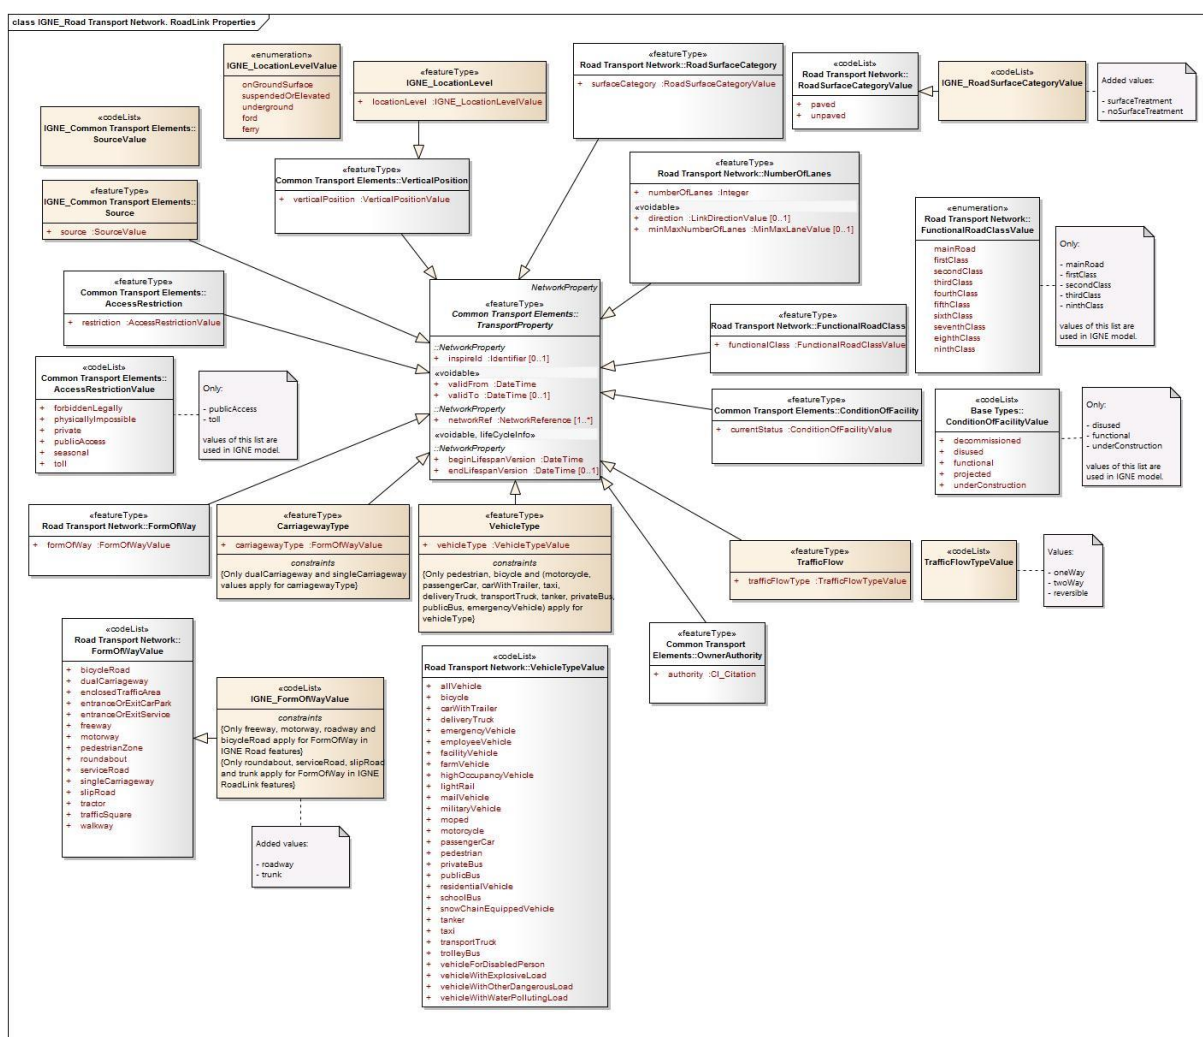 class IGNE_Road Transport Network. RoadLink Properties
«enumeration»
IGNE_LocationLevelValue
onGroundSurface
suspendedOrElevated
underground
ford
ferry
«featureType»
IGNE_LocationLevel
+ locationLevel :IGNE_LocationLevelValue
«featureType»
Road Transport Network::RoadSurfaceCategory
+ surfaceCategory :RoadSurfaceCategoryValue
«codeList»
Road Transport Network::
RoadSurfaceCategoryValue
+ paved
+ unpaved
«codeList»
IGNE_RoadSurfaceCategoryValue
Added values:
- surfaceTreatment
- noSurfaceTreatment
«codeList»
IGNE_Common Transport Elements::
SourceValue
«featureType»
Common Transport Elements::VerticalPosition
+ verticalPosition :VerticalPositionValue
«featureType»
Road Transport Network::NumberOfLanes
+ numberOfLanes :Integer
«voidable»
+ direction :LinkDirectionValue [0..1]
+ minMaxNumberOfLanes :MinMaxLaneValue [0..1]
«featureType»
IGNE_Common Transport Elements::
Source
+ source :SourceValue
«enumeration»
Road Transport Network::
FunctionalRoadClassValue
mainRoad
firstClass
secondClass
thirdClass
fourthClass
fifthClass
sixthClass
seventhClass
eighthClass
ninthClass
Only:
- mainRoad
- firstClass
- secondClass
- thirdClass
- ninthClass
values of this list are
used in IGNE model.
«featureType»
Common Transport Elements::
AccessRestriction
+ restriction :AccessRestrictionValue
NetworkProperty
«featureType»
Common Transport Elements::
TransportProperty
::NetworkProperty
+ inspireId :Identifier [0..1]
«voidable»
+ validFrom :DateTime
+ validTo :DateTime [0..1]
::NetworkProperty
+ networkRef :NetworkReference [1..*]
«voidable, lifeCycleInfo»
::NetworkProperty
+ beginLifespanVersion :DateTime
+ endLifespanVersion :DateTime [0..1]
«featureType»
Road Transport Network::FunctionalRoadClass
+ functionalClass :FunctionalRoadClassValue
«codeList»
Common Transport Elements::
AccessRestrictionValue
+ forbiddenLegally
+ physicallyImpossible
+ private
+ publicAccess
+ seasonal
+ toll
Only:
- publicAccess
- toll
values of this list are
used in IGNE model.
«featureType»
Common Transport Elements::ConditionOfFacility
+ currentStatus :ConditionOfFacilityValue
«codeList»
Base Types::
ConditionOfFacilityValue
+ decommissioned
+ disused
+ functional
+ projected
+ underConstruction
Only:
- disused
- functional
- underConstruction
values of this list are
used in IGNE model.
«featureType»
Road Transport Network::FormOfWay
+ formOfWay :FormOfWayValue
«featureType»
CarriagewayType
+ carriagewayType :FormOfWayValue
constraints
{Only dualCarriageway and singleCarriageway
values apply for carriagewayType}
«featureType»
VehicleType
+ vehicleType :VehicleTypeValue
constraints
{Only pedestrian, bicycle and (motorcycle,
passengerCar, carWithTrailer, taxi,
deliveryTruck, transportTruck, tanker, privateBus,
publicBus, emergencyVehicle) apply for
vehicleType}
«featureType»
TrafficFlow
+ trafficFlowType :TrafficFlowTypeValue
«codeList»
TrafficFlowTypeValue
Values:
- oneWay
- twoWay
- reversible
«codeList»
Road Transport Network::
FormOfWayValue
+ bicycleRoad
+ dualCarriageway
+ enclosedTrafficArea
+ entranceOrExitCarPark
+ entranceOrExitService
+ freeway
+ motorway
+ pedestrianZone
+ roundabout
+ serviceRoad
+ singleCarriageway
+ slipRoad
+ tractor
+ trafficSquare
+ walkway
«codeList»
IGNE_FormOfWayValue
constraints
{Only freeway, motorway, roadway and
bicycleRoad apply for FormOfWay in
IGNE Road features}
{Only roundabout, serviceRoad, slipRoad
and trunk apply for FormOfWay in IGNE
RoadLink features}
Added values:
- roadway
- trunk
«featureType»
Common Transport
Elements::OwnerAuthority
+ authority :CI_Citation
«codeList»
Road Transport Network::VehicleTypeValue
+ allVehicle
+ bicycle
+ carWithTrailer
+ deliveryTruck
+ emergencyVehicle
+ employeeVehicle
+ facilityVehicle
+ farmVehicle
+ highOccupancyVehicle
+ lightRail
+ mailVehicle
+ militaryVehicle
+ moped
+ motorcycle
+ passengerCar
+ pedestrian
+ privateBus
+ publicBus
+ residentialVehicle
+ schoolBus
+ snowChainEquippedVehicle
+ tanker
+ taxi
+ transportTruck
+ trolleyBus
+ vehicleForDisabledPerson
+ vehicleWithExplosiveLoad
+ vehicleWithOtherDangerousLoad
+ vehicleWithWaterPollutingLoad